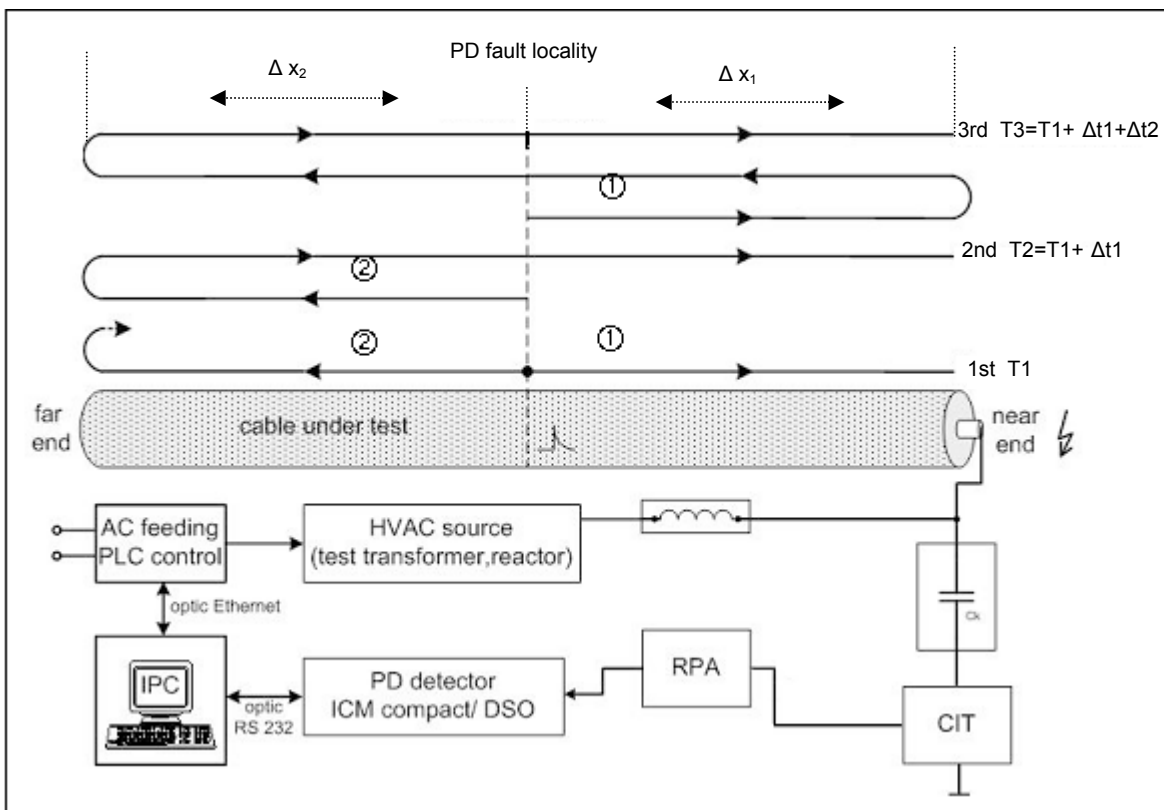 PD fault locality
Δ x₂
Δ x₁
3rd T3=T1+ Δt1+Δt2
①
2nd T2=T1+ Δt1
②
② ①
1st T1
far end
cable under test
near end
AC feeding
PLC control
HVAC source
(test transformer,reactor)
optic Ethernet
Ck
IPC
optic
RS 232
PD detector
ICM compact/ DSO
RPA
CIT